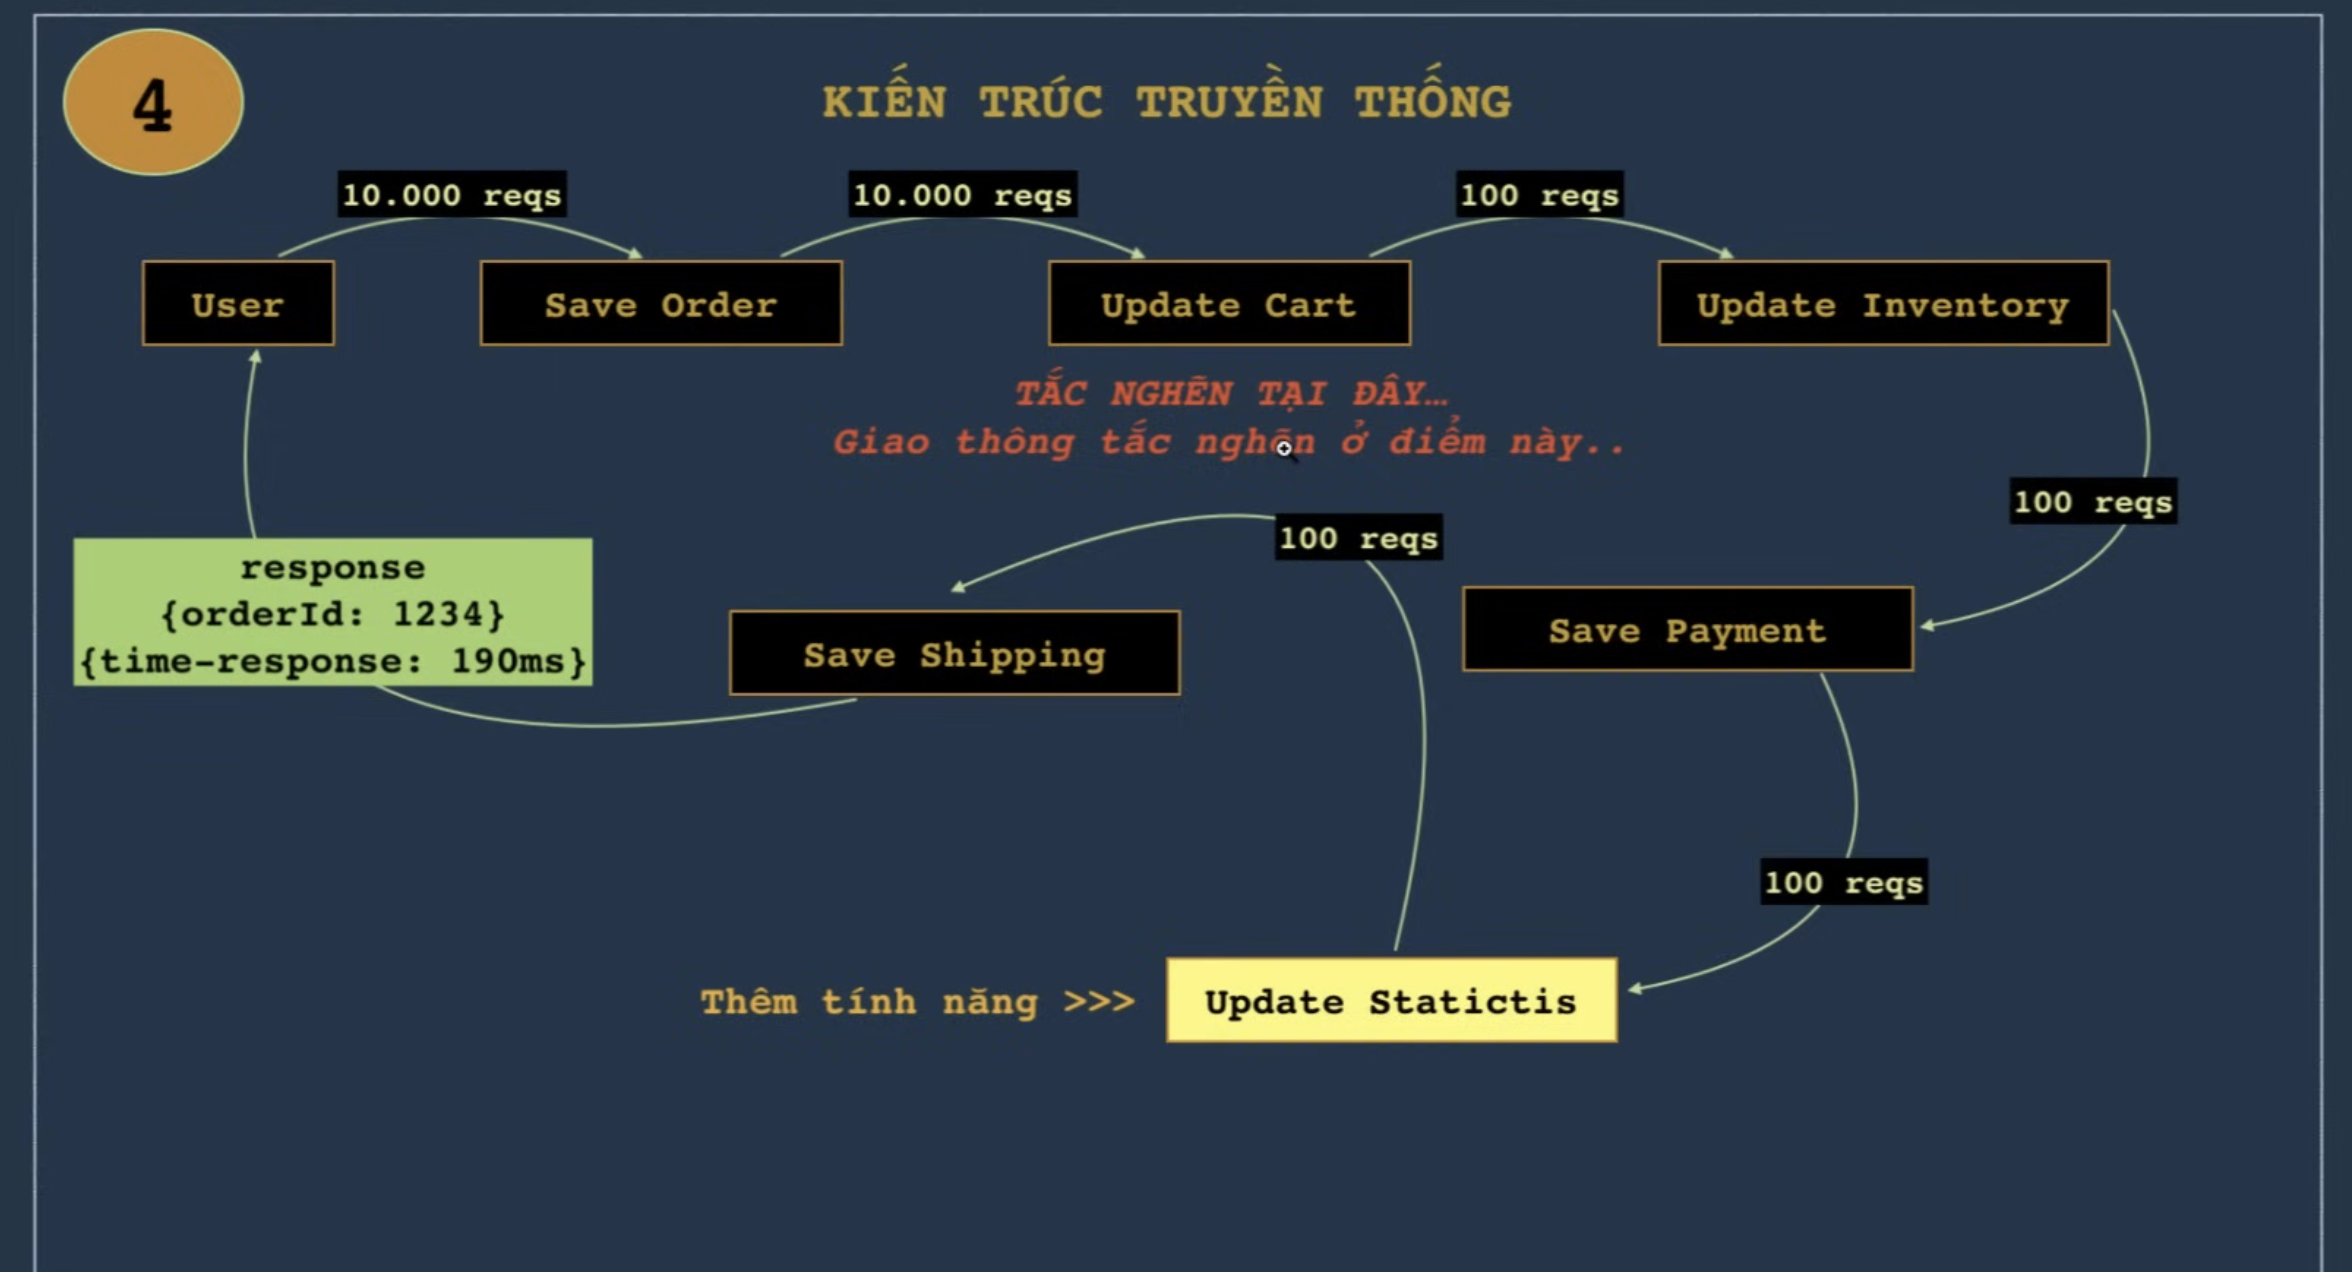 4
KIẾN TRÚC TRUYỀN THỐNG
10.000 reqs
10.000 reqs
100 reqs
User
Save Order
Update Cart
Update Inventory
TẮC NGHẼN TẠI ĐÂY…
Giao thông tắc nghẽn ở điểm này..
100 reqs
100 reqs
response
{orderId: 1234}
{time-response: 190ms}
Save Shipping
Save Payment
100 reqs
Thêm tính năng >>>
Update Statictis